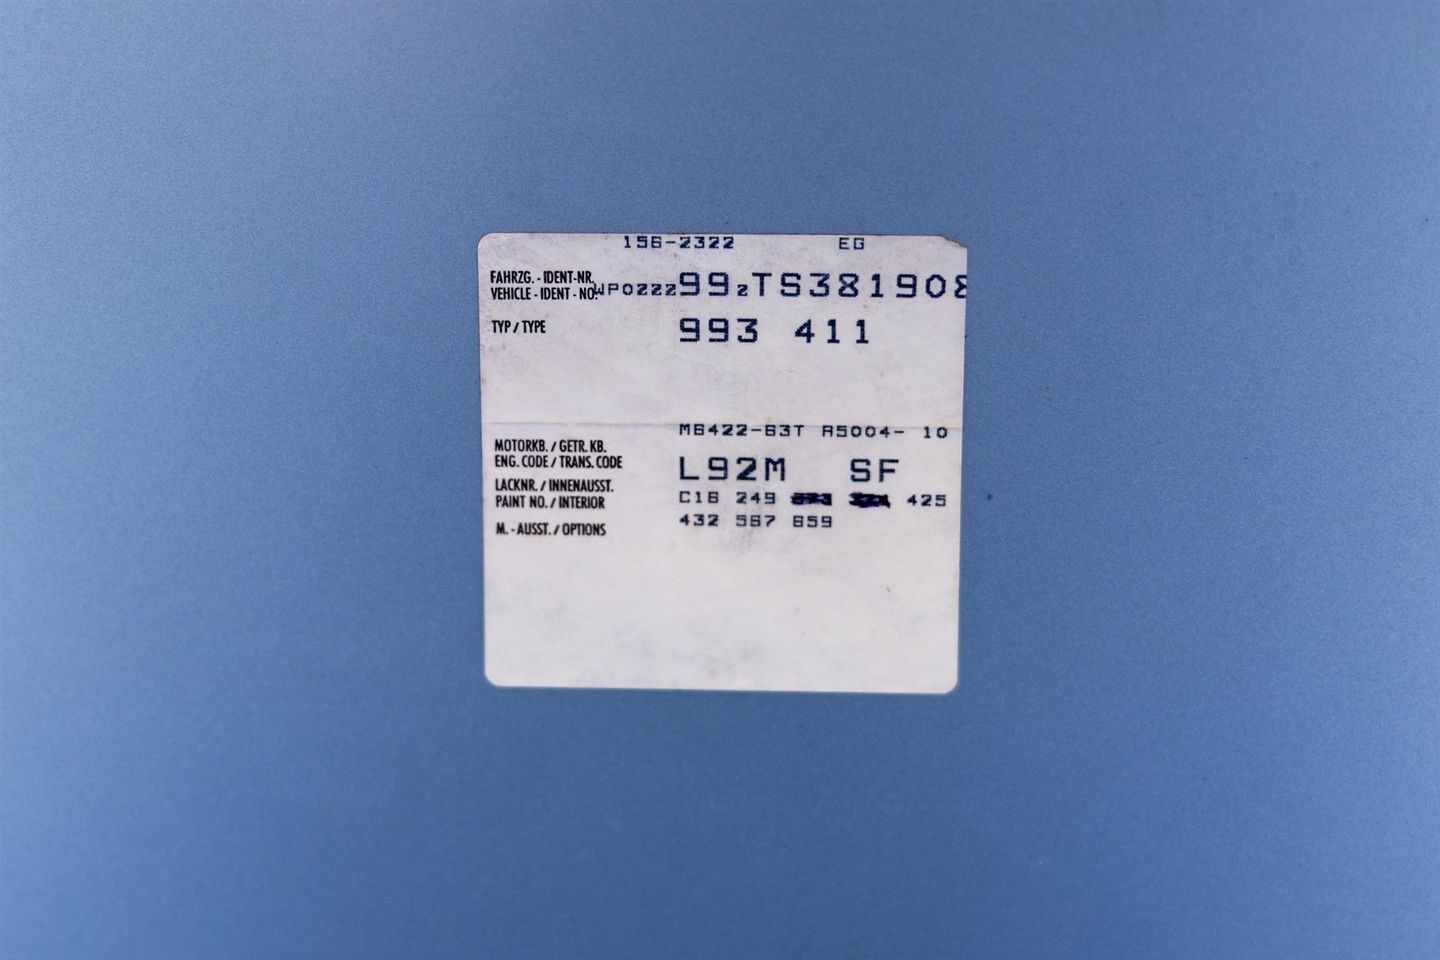 156-2322 EG
FAHRZG. - IDENT-NR.
VEHICLE - IDENT - NO. WP0ZZZ99ZTS381908
TYP / TYPE 993 411
M6422-63T A5004- 10
MOTORKB. / GETR. KB.
ENG. CODE / TRANS. CODE
L92M SF
LACKNR. / INNENAUSST.
PAINT NO. / INTERIOR
C16 249 425
M. - AUSST. / OPTIONS
432 567 659